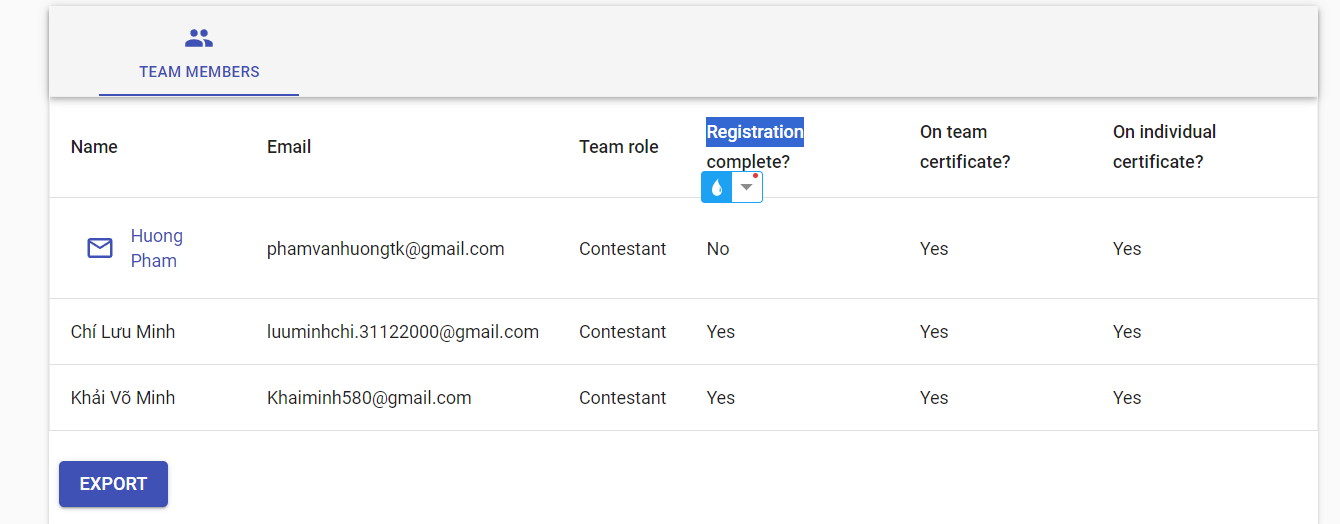 TEAM MEMBERS
Name Email Team role Registration complete? On team certificate? On individual certificate?
Huong Pham phamvanhuongtk@gmail.com Contestant No Yes Yes
Chí Lưu Minh luuminhchi.31122000@gmail.com Contestant Yes Yes Yes
Khải Võ Minh Khaiminh580@gmail.com Contestant Yes Yes Yes
EXPORT